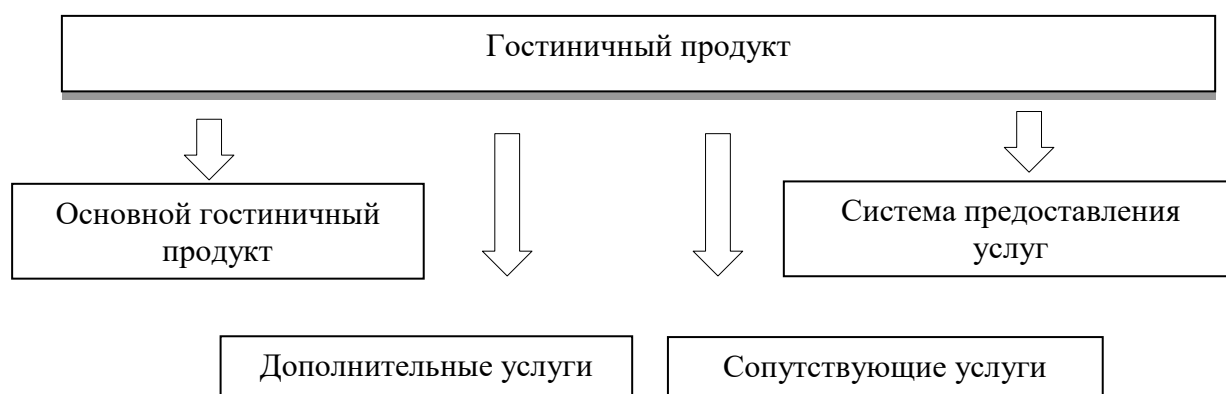 Гостиничный продукт
Основной гостиничный
продукт
Система предоставления
услуг
Дополнительные услуги
Сопутствующие услуги